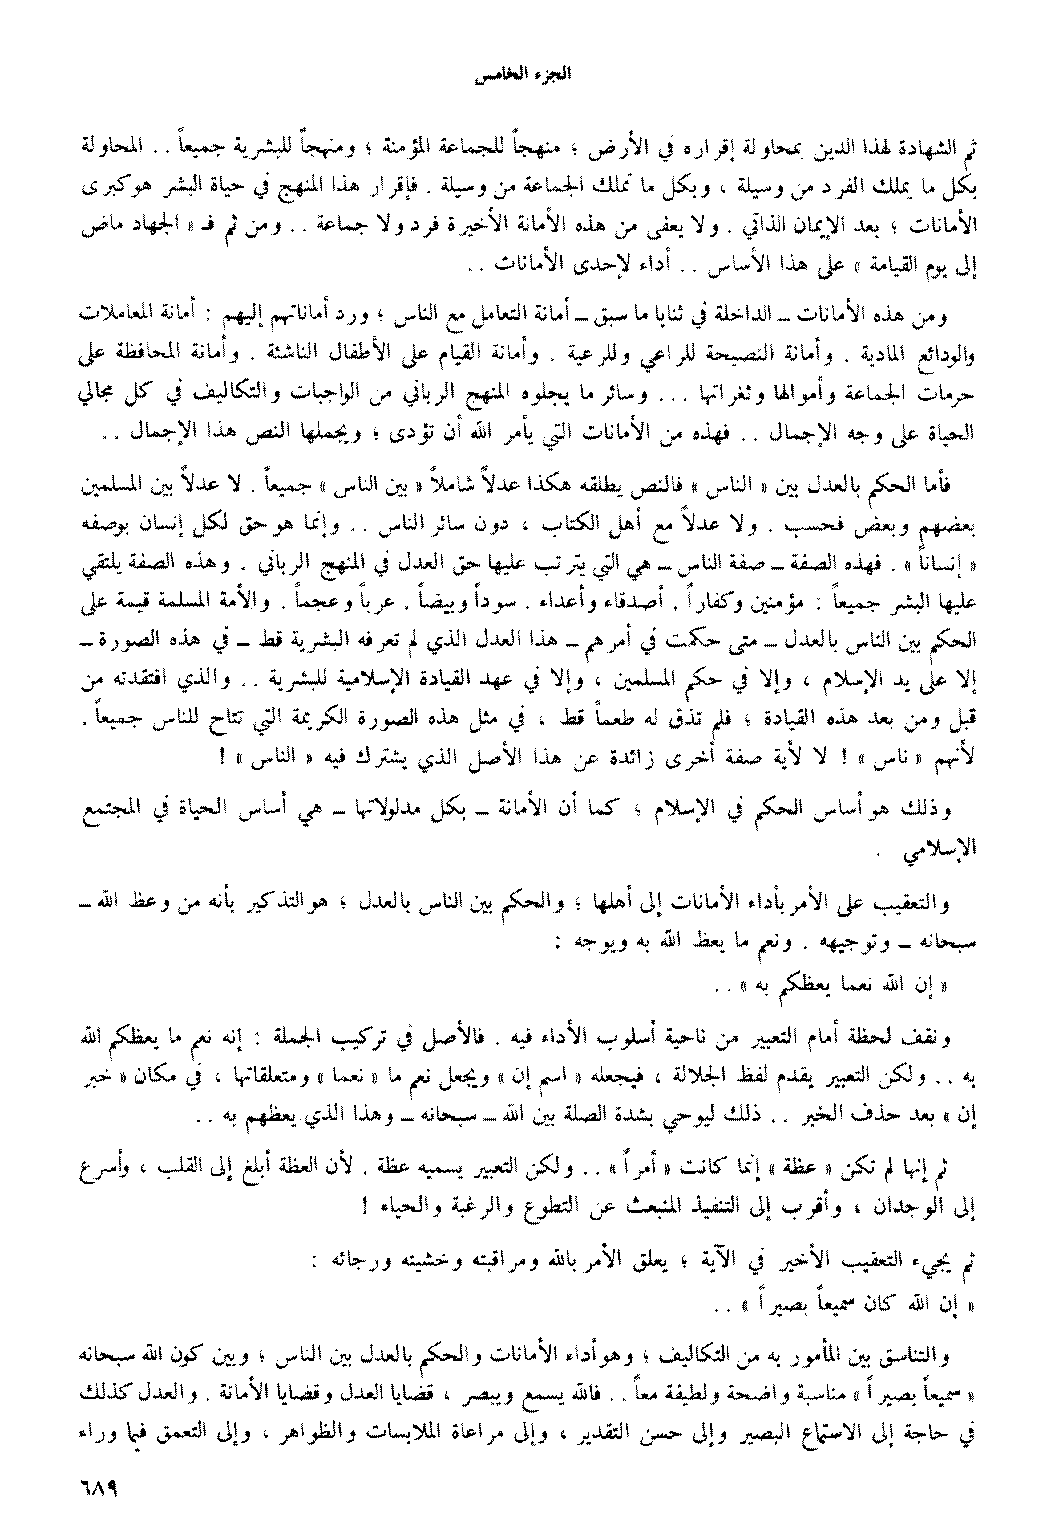 الجزء الخامس
ثم الشهادة لهذا الدين بمحاولة إقراره في الأرض ؛ منهجاً للجماعة المؤمنة ؛ ومنهجاً للبشرية جميعاً . . المحاولة
بكل ما يملك الفرد من وسيلة ، وبكل ما تملك الجماعة من وسيلة . فإقرار هذا المنهج في حياة البشر هو كبرى
الأمانات ؛ بعد الإيمان الذاتي . ولا يعفى من هذه الأمانة الأخيرة فرد ولا جماعة . . ومن ثم فـ « الجهاد ماض
إلى يوم القيامة » على هذا الأساس . . أداء لإحدى الأمانات . .
ومن هذه الأمانات ــ الداخلة في ثنايا ما سبق ــ أمانة التعامل مع الناس ؛ ورد أماناتهم إليهم : أمانة المعاملات
والودائع المادية . وأمانة النصيحة للراعي وللرعية . وأمانة القيام على الأطفال الناشئة . وأمانة المحافظة على
حرمات الجماعة وأموالها وثغراتها . . . وسائر ما يجلوه المنهج الرباني من الواجبات والتكاليف في كل مجالي
الحياة على وجه الإجمال . . فهذه من الأمانات التي يأمر الله أن تؤدى ؛ ويجملها النص هذا الإجمال . .
فأما الحكم بالعدل بين « الناس » فالنص يطلقه هكذا عدلاً شاملاً « بين الناس » جميعاً . لا عدلاً بين المسلمين
بعضهم وبعض فحسب . ولا عدلاً مع أهل الكتاب ، دون سائر الناس . . وإنما هو حق لكل إنسان بوصفه
« إنساناً » . فهذه الصفة ــ صفة الناس ــ هي التي يترتب عليها حق العدل في المنهج الرباني . وهذه الصفة يلتقي
عليها البشر جميعاً : مؤمنين وكفاراً . أصدقاء وأعداء . سوداً وبيضاً . عرباً وعجماً . والأمة المسلمة قيمة على
الحكم بين الناس بالعدل ــ متى حكمت في أمرهم ــ هذا العدل الذي لم تعرفه البشرية قط ــ في هذه الصورة ــ
إلا على يد الإسلام ، وإلا في حكم المسلمين ، وإلا في عهد القيادة الإسلامية للبشرية . . والذي افتقدته من
قبل ومن بعد هذه القيادة ؛ فلم تذق له طعماً قط ، في مثل هذه الصورة الكريمة التي تتاح للناس جميعاً .
لأنهم « ناس » ! لا لأية صفة أخرى زائدة عن هذا الأصل الذي يشترك فيه « الناس » !
وذلك هو أساس الحكم في الإسلام ؛ كما أن الأمانة ــ بكل مدلولاتها ــ هي أساس الحياة في المجتمع
الإسلامي .
والتعقيب على الأمر بأداء الأمانات إلى أهلها ؛ والحكم بين الناس بالعدل ؛ هو التذكير بأنه من وعظ الله ــ
سبحانه ــ وتوجيهه . ونعم ما يعظ الله به ويوجه :
« إن الله نعما يعظكم به » . .
ونقف لحظة أمام التعبير من ناحية أسلوب الأداء فيه . فالأصل في تركيب الجملة : إنه نعم ما يعظكم الله
به . . ولكن التعبير يقدم لفظ الجلالة ، فيجعله « اسم إن » ويجعل نعم ما « نعما » ومتعلقاتها ، في مكان « خبر
إن » بعد حذف الخبر . . ذلك ليوحي بشدة الصلة بين الله ــ سبحانه ــ وهذا الذي يعظهم به . .
ثم إنها لم تكن « عظة » إنما كانت « أمراً » . . ولكن التعبير يسميه عظة . لأن العظة أبلغ إلى القلب ، وأسرع
إلى الوجدان ، وأقرب إلى التنفيذ المنبعث عن التطوع والرغبة والحياء !
ثم يجيء التعقيب الأخير في الآية ؛ يعلق الأمر بالله ومراقبته وخشيته ورجائه :
« إن الله كان سميعاً بصيراً » . .
والتناسق بين المأمور به من التكاليف ؛ وهو أداء الأمانات والحكم بالعدل بين الناس ؛ وبين كون الله سبحانه
« سميعاً بصيراً » مناسبة واضحة ولطيفة معاً . . فالله يسمع ويبصر ، قضايا العدل وقضايا الأمانة . والعدل كذلك
في حاجة إلى الاستماع البصير وإلى حسن التقدير ، وإلى مراعاة الملابسات والظواهر ، وإلى التعمق فيما وراء
٦٨٩